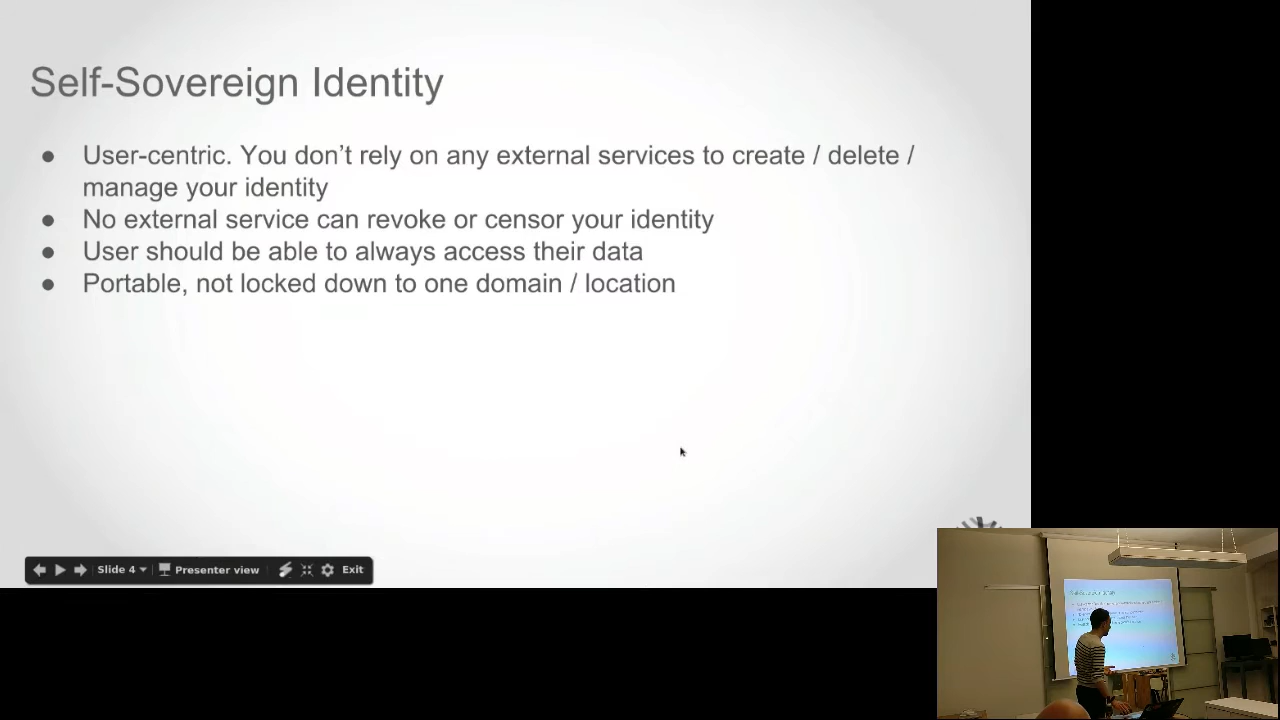 Self-Sovereign Identity
● User-centric. You don’t rely on any external services to create / delete /
manage your identity
● No external service can revoke or censor your identity
● User should be able to always access their data
● Portable, not locked down to one domain / location
Slide 4
Presenter view
Exit